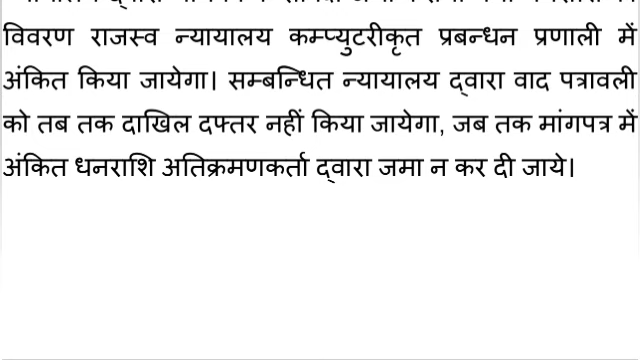 विवरण राजस्व न्यायालय कम्प्युटरीकृत प्रबन्धन प्रणाली में
अंकित किया जायेगा। सम्बन्धित न्यायालय द्वारा वाद पत्रावली
को तब तक दाखिल दफ्तर नहीं किया जायेगा, जब तक मांगपत्र में
अंकित धनराशि अतिक्रमणकर्ता द्वारा जमा न कर दी जाये।